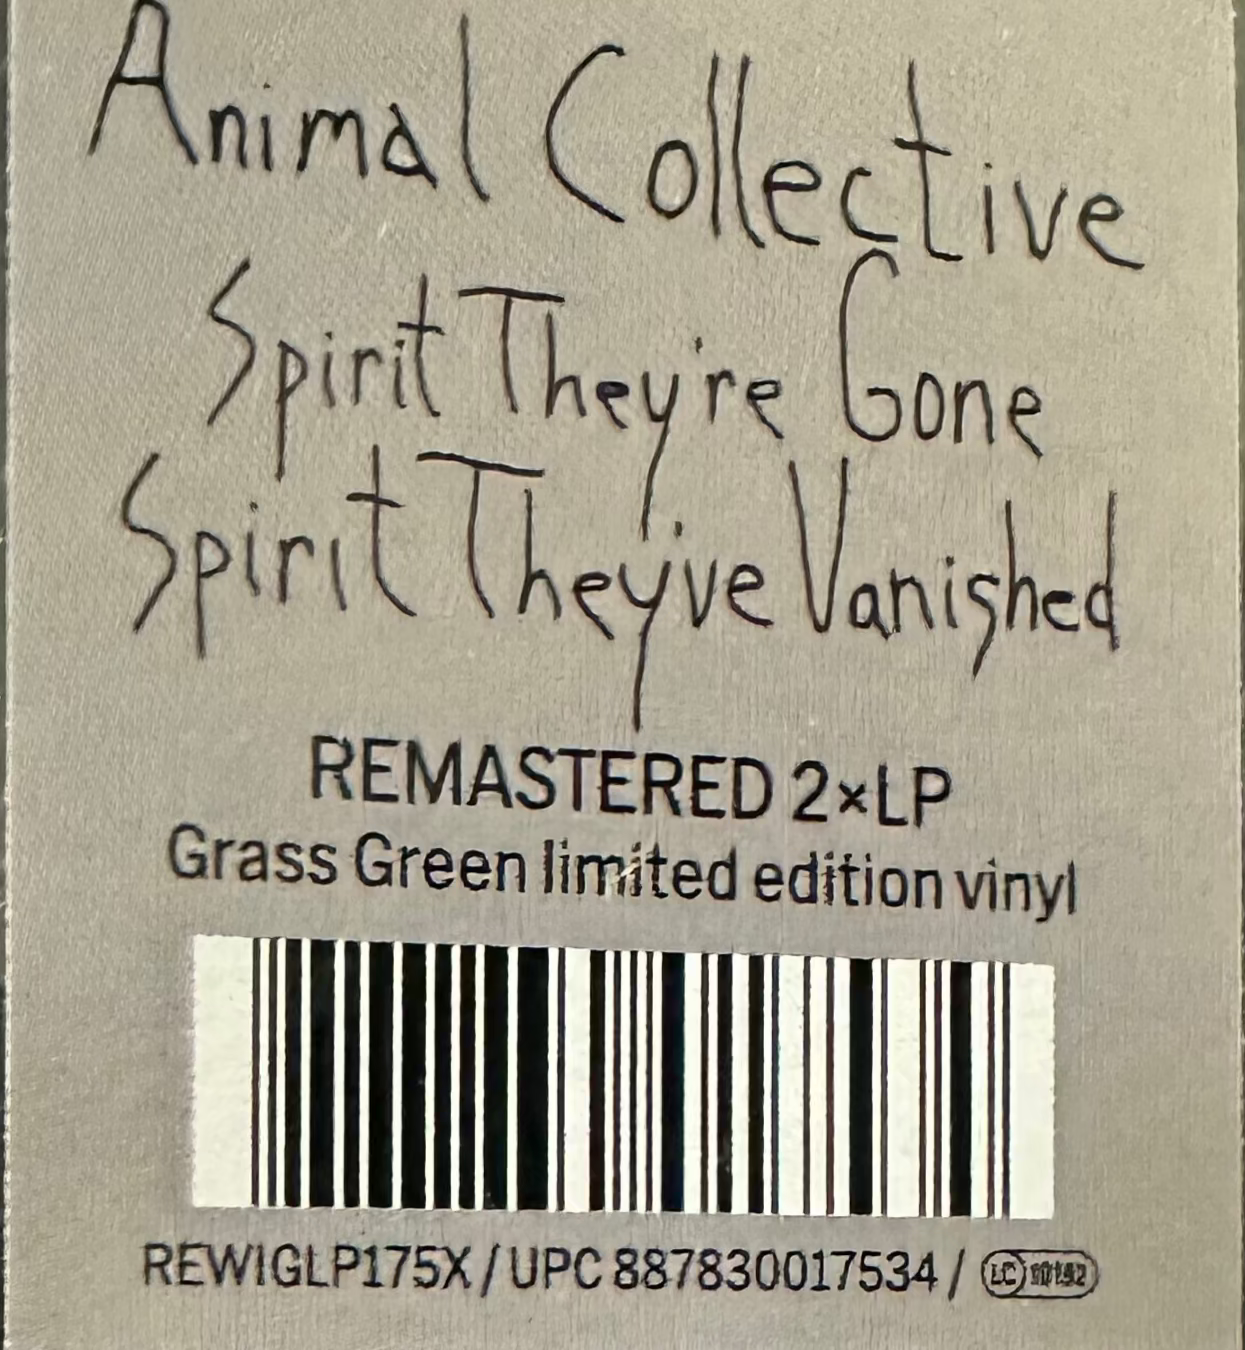 Animal Collective
Spirit They're Gone
Spirit They've Vanished
REMASTERED 2×LP
Grass Green limited edition vinyl
REWIGLP175X / UPC 887830017534 / LC